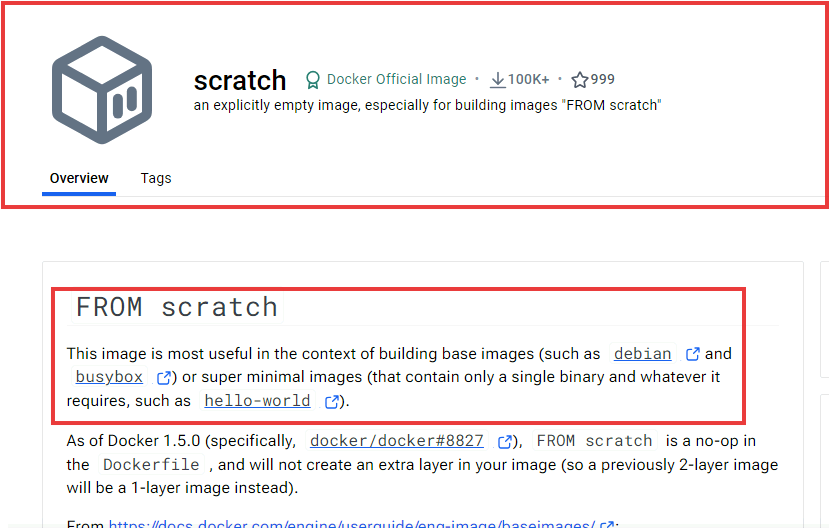 scratch Docker Official Image • 100K+ • 999
an explicitly empty image, especially for building images "FROM scratch"
Overview Tags
FROM scratch
This image is most useful in the context of building base images (such as debian and
busybox ) or super minimal images (that contain only a single binary and whatever it
requires, such as hello-world ).
As of Docker 1.5.0 (specifically, docker/docker#8827 ), FROM scratch is a no-op in
the Dockerfile , and will not create an extra layer in your image (so a previously 2-layer image
will be a 1-layer image instead).
From https://docs.docker.com/engine/userguide/eng-image/baseimages/ :